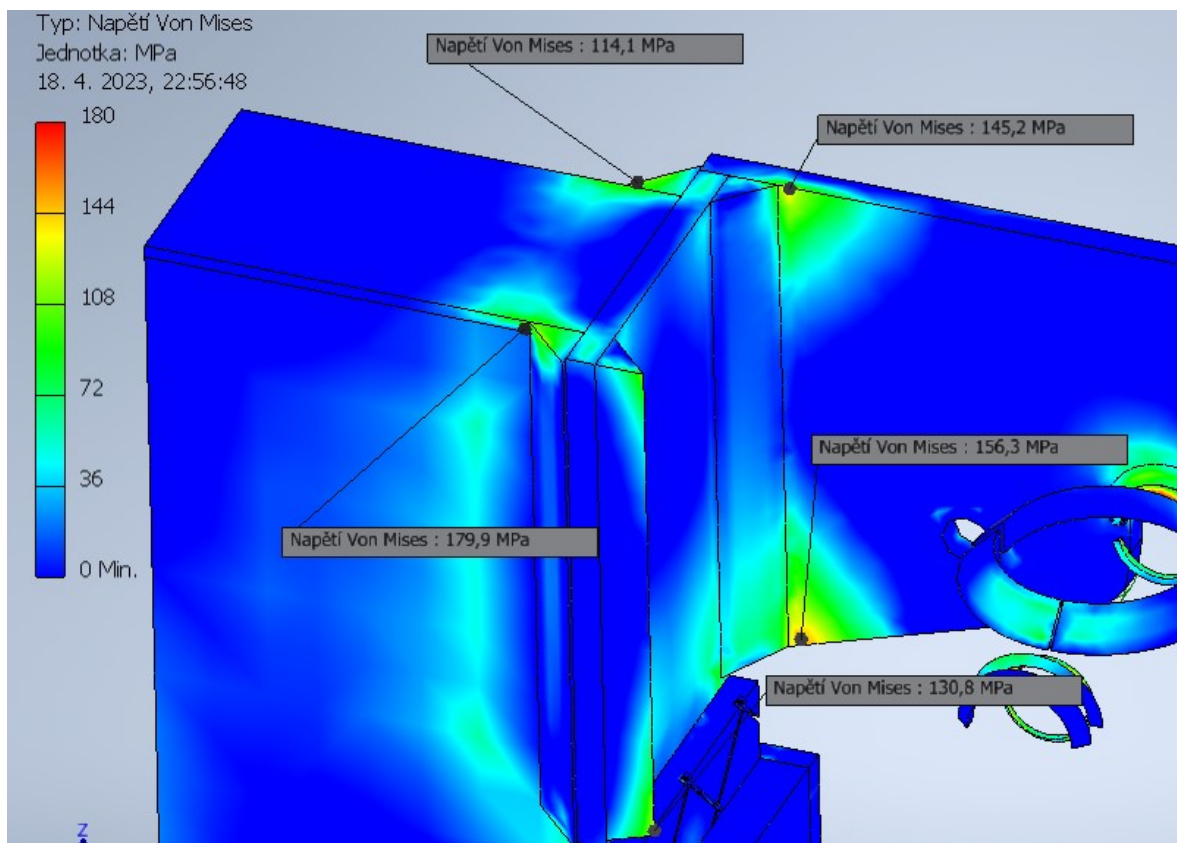 Typ: Napětí Von Mises
Jednotka: MPa
18. 4. 2023, 22:56:48
Napětí Von Mises : 114,1 MPa
180
Napětí Von Mises : 145,2 MPa
144
108
72
Napětí Von Mises : 156,3 MPa
36
Napětí Von Mises : 179,9 MPa
0 Min.
Napětí Von Mises : 130,8 MPa
Z